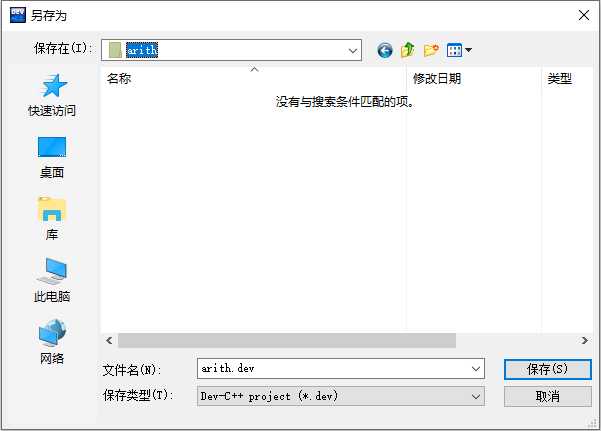 另存为
保存在(I):
arith
名称
修改日期
类型
没有与搜索条件匹配的项。
快速访问
桌面
库
此电脑
网络
文件名(N):
arith.dev
保存(S)
保存类型(T):
Dev-C++ project (*.dev)
取消